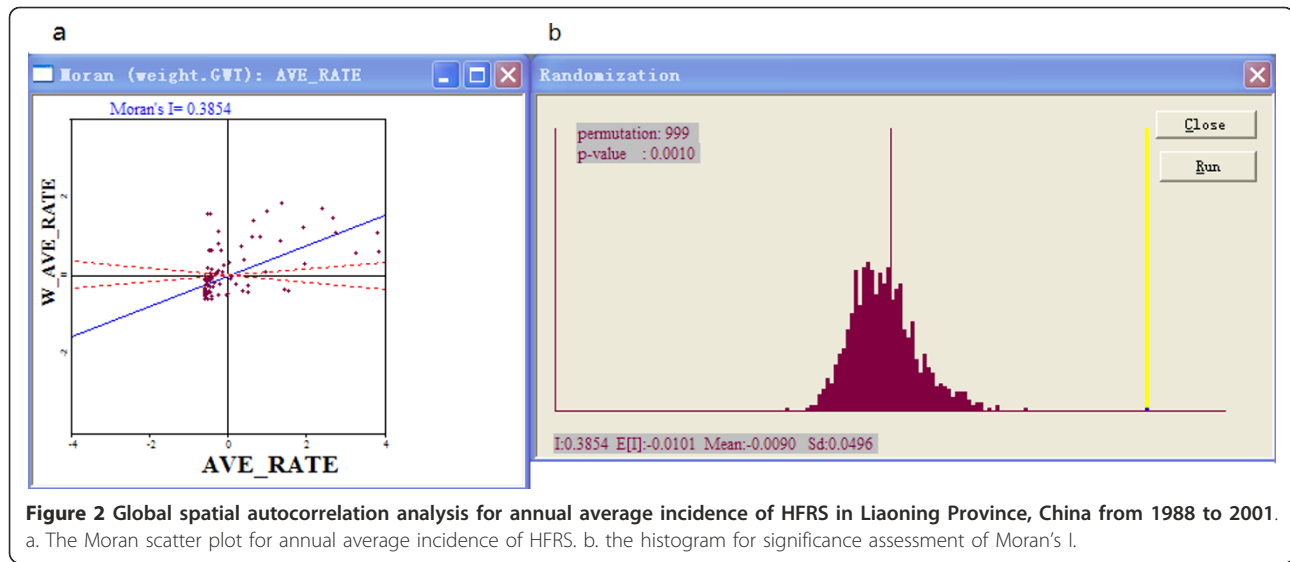 a
b
Moran (weight.GWT): AVE_RATE
Moran's I= 0.3854
W_AVE_RATE
2
0
-2
-4
-2
0
2
4
AVE_RATE
Randomization
permutation: 999
p-value : 0.0010
Close
Run
I:0.3854 E[I]:-0.0101 Mean:-0.0090 Sd:0.0496
Figure 2 Global spatial autocorrelation analysis for annual average incidence of HFRS in Liaoning Province, China from 1988 to 2001.
a. The Moran scatter plot for annual average incidence of HFRS. b. the histogram for significance assessment of Moran's I.